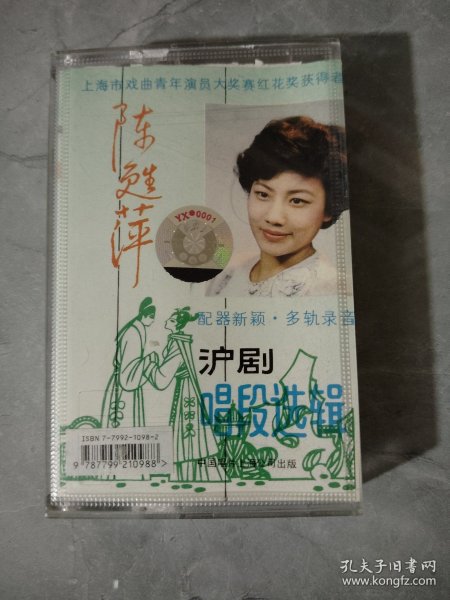 上海市戏曲青年演员大奖赛红花奖获得者
陈甦萍
YX●0001
配器新颖·多轨录音
沪剧
唱段选辑
ISBN 7-7992-1098-2
9 787799 210988 >
中国唱片上海公司出版
孔夫子旧书网
www.kongfz.com